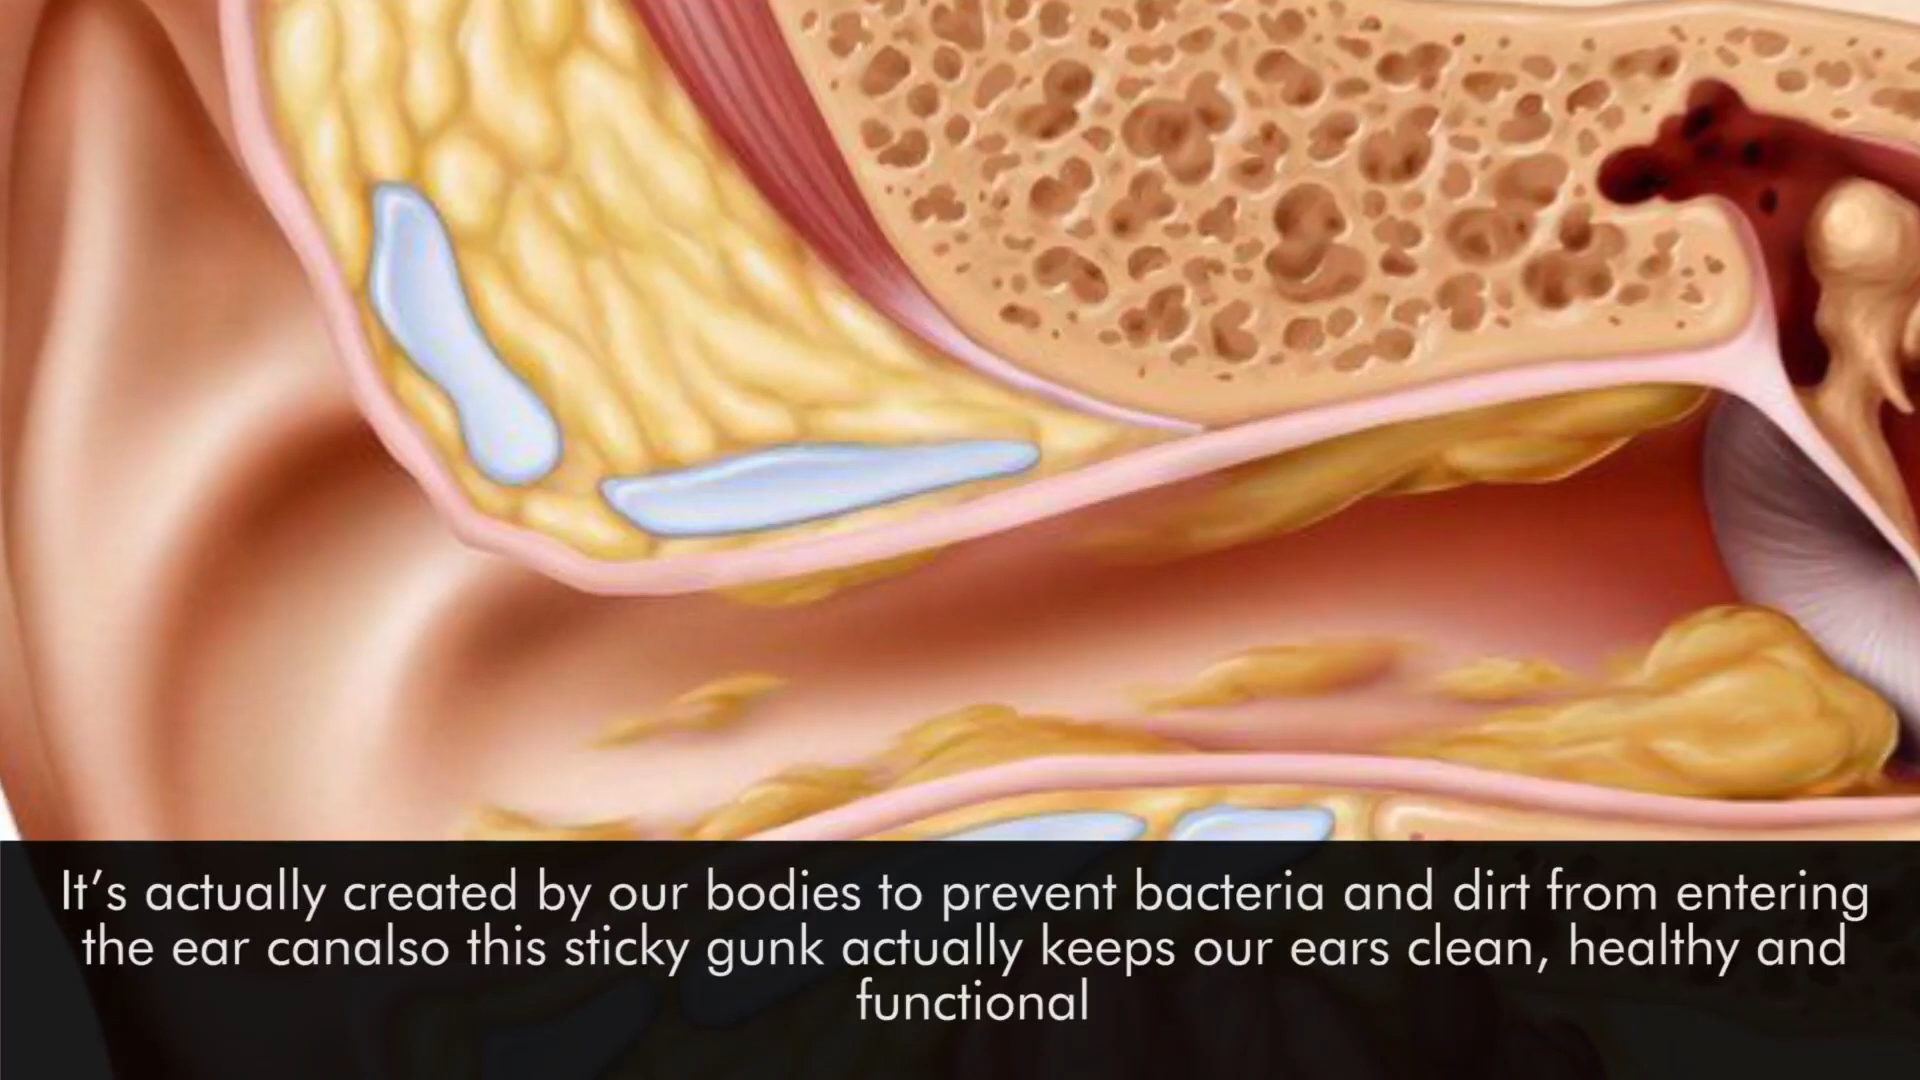 It’s actually created by our bodies to prevent bacteria and dirt from entering
the ear canalso this sticky gunk actually keeps our ears clean, healthy and
functional